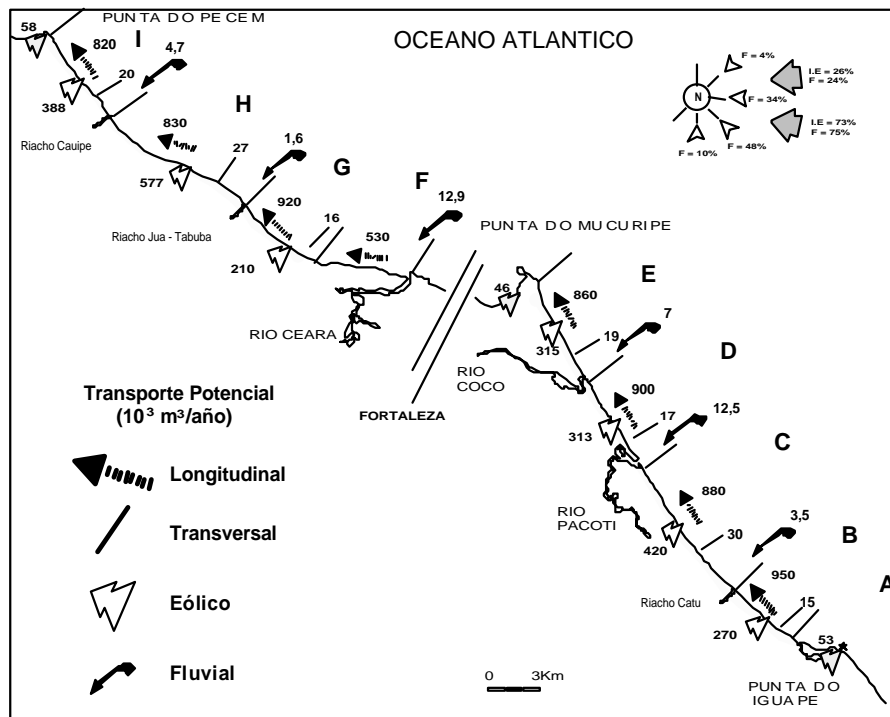 PUNTA DO PECEM
OCEANO ATLANTICO
58
820
I
4,7
20
388
Riacho Cauipe
F = 4%
I.E = 26%
F = 24%
N
F = 34%
I.E = 73%
F = 75%
F = 10%
F = 48%
H
830
27
1,6
577
G
920
16
F
530
12,9
Riacho Jua - Tabuba
210
RIO CEARA
PUNTA DO MUCURIPE
46
E
860
7
19
315
RIO
COCO
FORTALEZA
D
900
17
12,5
313
C
RIO
PACOTI
880
30
3,5
420
B
950
A
Riacho Catu
15
270
53
PUNTA DO
IGUAPE
Transporte Potencial
(10³ m³/año)
Longitudinal
Transversal
Eólico
Fluvial
0 3Km